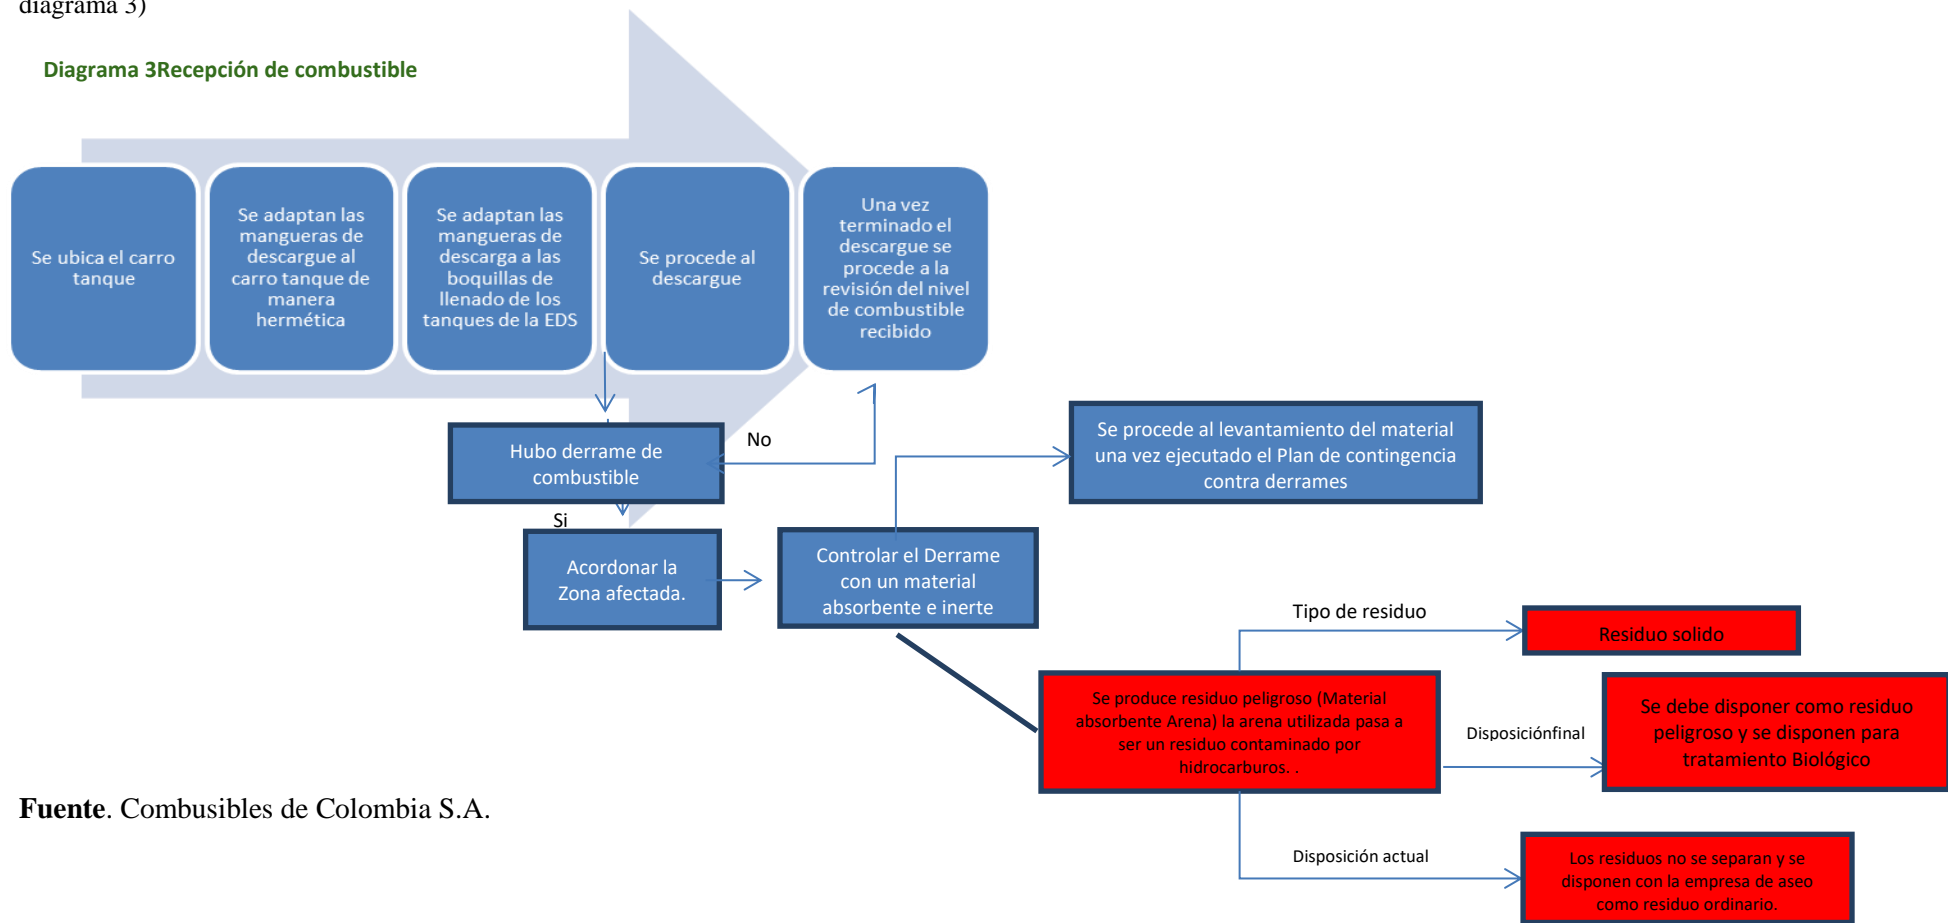 diagrama 3)
Diagrama 3Recepción de combustible
Se ubica el carro
tanque
Se adaptan las
mangueras de
descargue al
carro tanque de
manera
hermética
Se adaptan las
mangueras de
descarga a las
boquillas de
llenado de los
tanques de la EDS
Se procede al
descargue
Una vez
terminado el
descargue se
procede a la
revisión del nivel
de combustible
recibido
Hubo derrame de
combustible
No
Si
Acordonar la
Zona afectada.
Controlar el Derrame
con un material
absorbente e inerte
Se procede al levantamiento del material
una vez ejecutado el Plan de contingencia
contra derrames
Tipo de residuo
Residuo solido
Se produce residuo peligroso (Material
absorbente Arena) la arena utilizada pasa a
ser un residuo contaminado por
hidrocarburos. .
Disposiciónfinal
Se debe disponer como residuo
peligroso y se disponen para
tratamiento Biológico
Disposición actual
Los residuos no se separan y se
disponen con la empresa de aseo
como residuo ordinario.
Fuente. Combusibles de Colombia S.A.